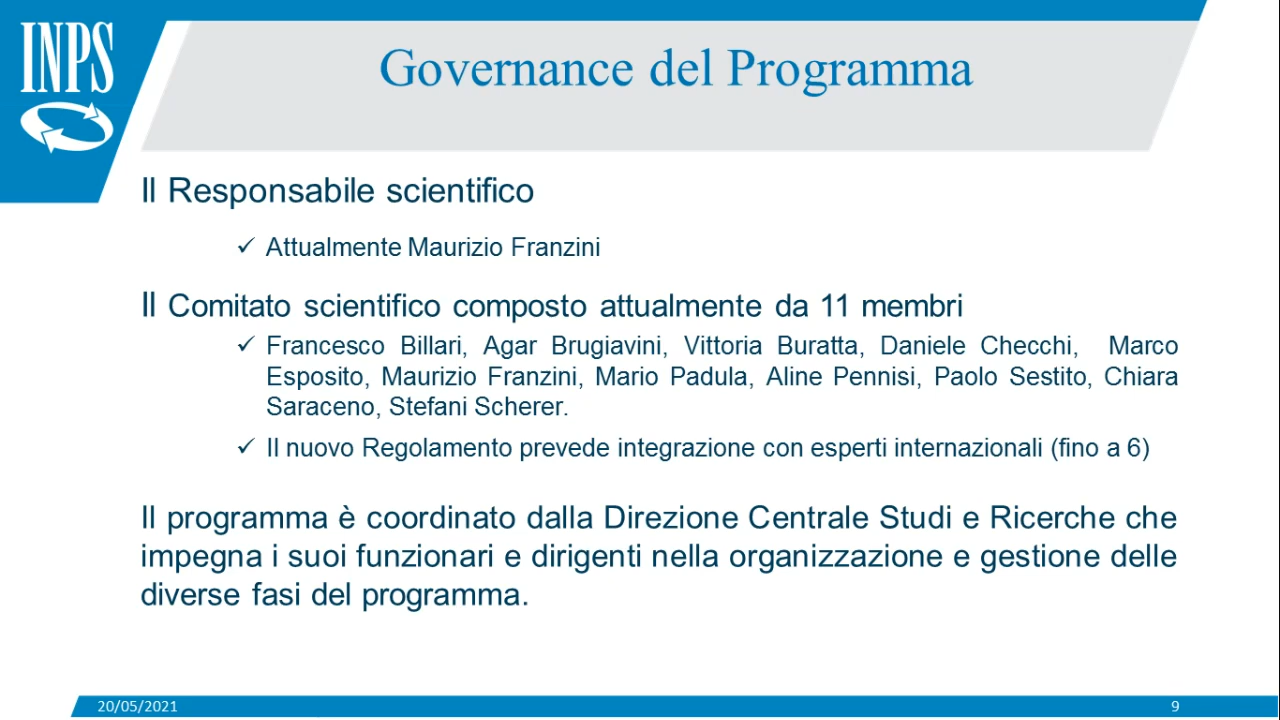 INPS
Governance del Programma
Il Responsabile scientifico
✓ Attualmente Maurizio Franzini
Il Comitato scientifico composto attualmente da 11 membri
✓ Francesco Billari, Agar Brugiavini, Vittoria Buratta, Daniele Checchi, Marco
Esposito, Maurizio Franzini, Mario Padula, Aline Pennisi, Paolo Sestito, Chiara
Saraceno, Stefani Scherer.
✓ Il nuovo Regolamento prevede integrazione con esperti internazionali (fino a 6)
Il programma è coordinato dalla Direzione Centrale Studi e Ricerche che
impegna i suoi funzionari e dirigenti nella organizzazione e gestione delle
diverse fasi del programma.
20/05/2021
9